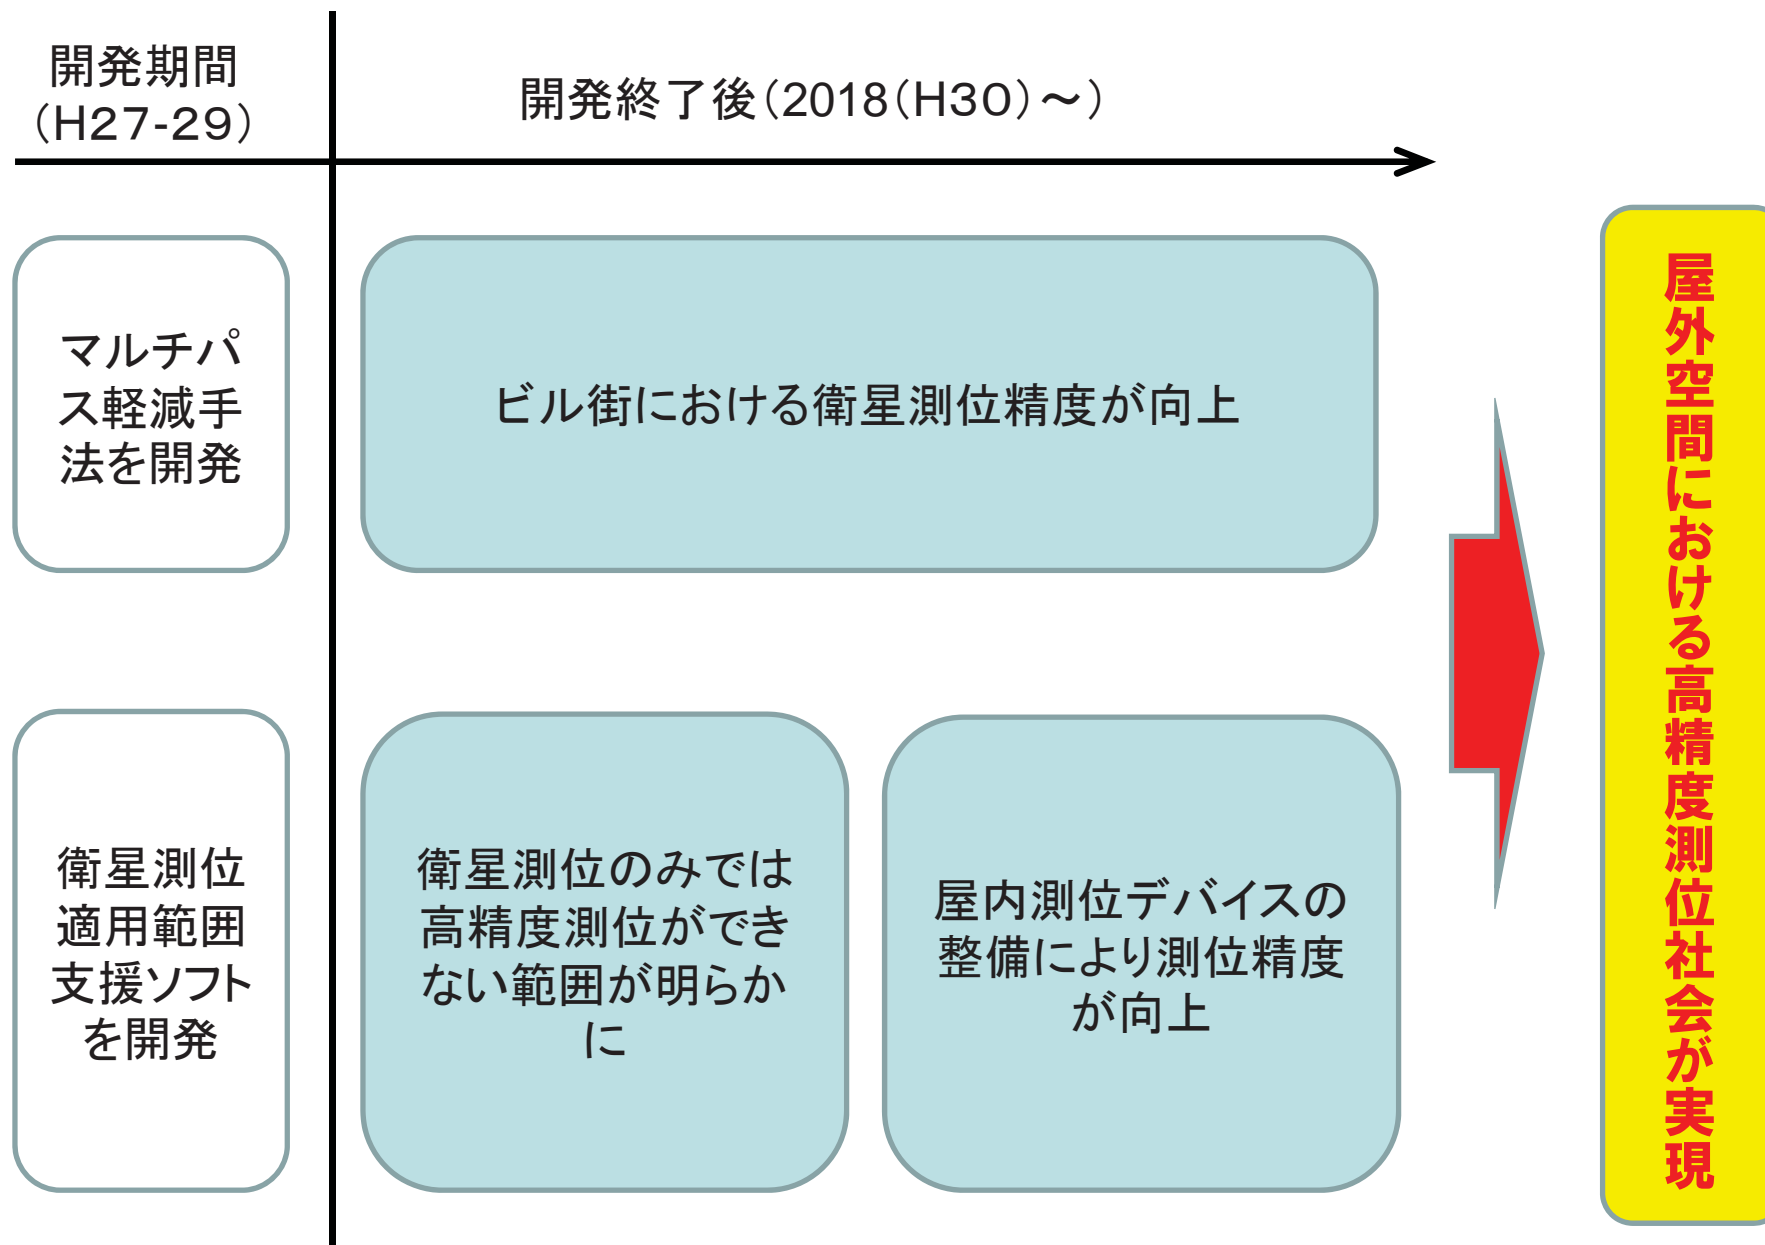 開発期間
（H27-29）
開発終了後（2018（H30）～）
マルチパ
ス軽減手
法を開発
ビル街における衛星測位精度が向上
衛星測位
適用範囲
支援ソフト
を開発
衛星測位のみでは
高精度測位ができ
ない範囲が明らか
に
屋内測位デバイスの
整備により測位精度
が向上
屋外空間における高精度測位社会が実現